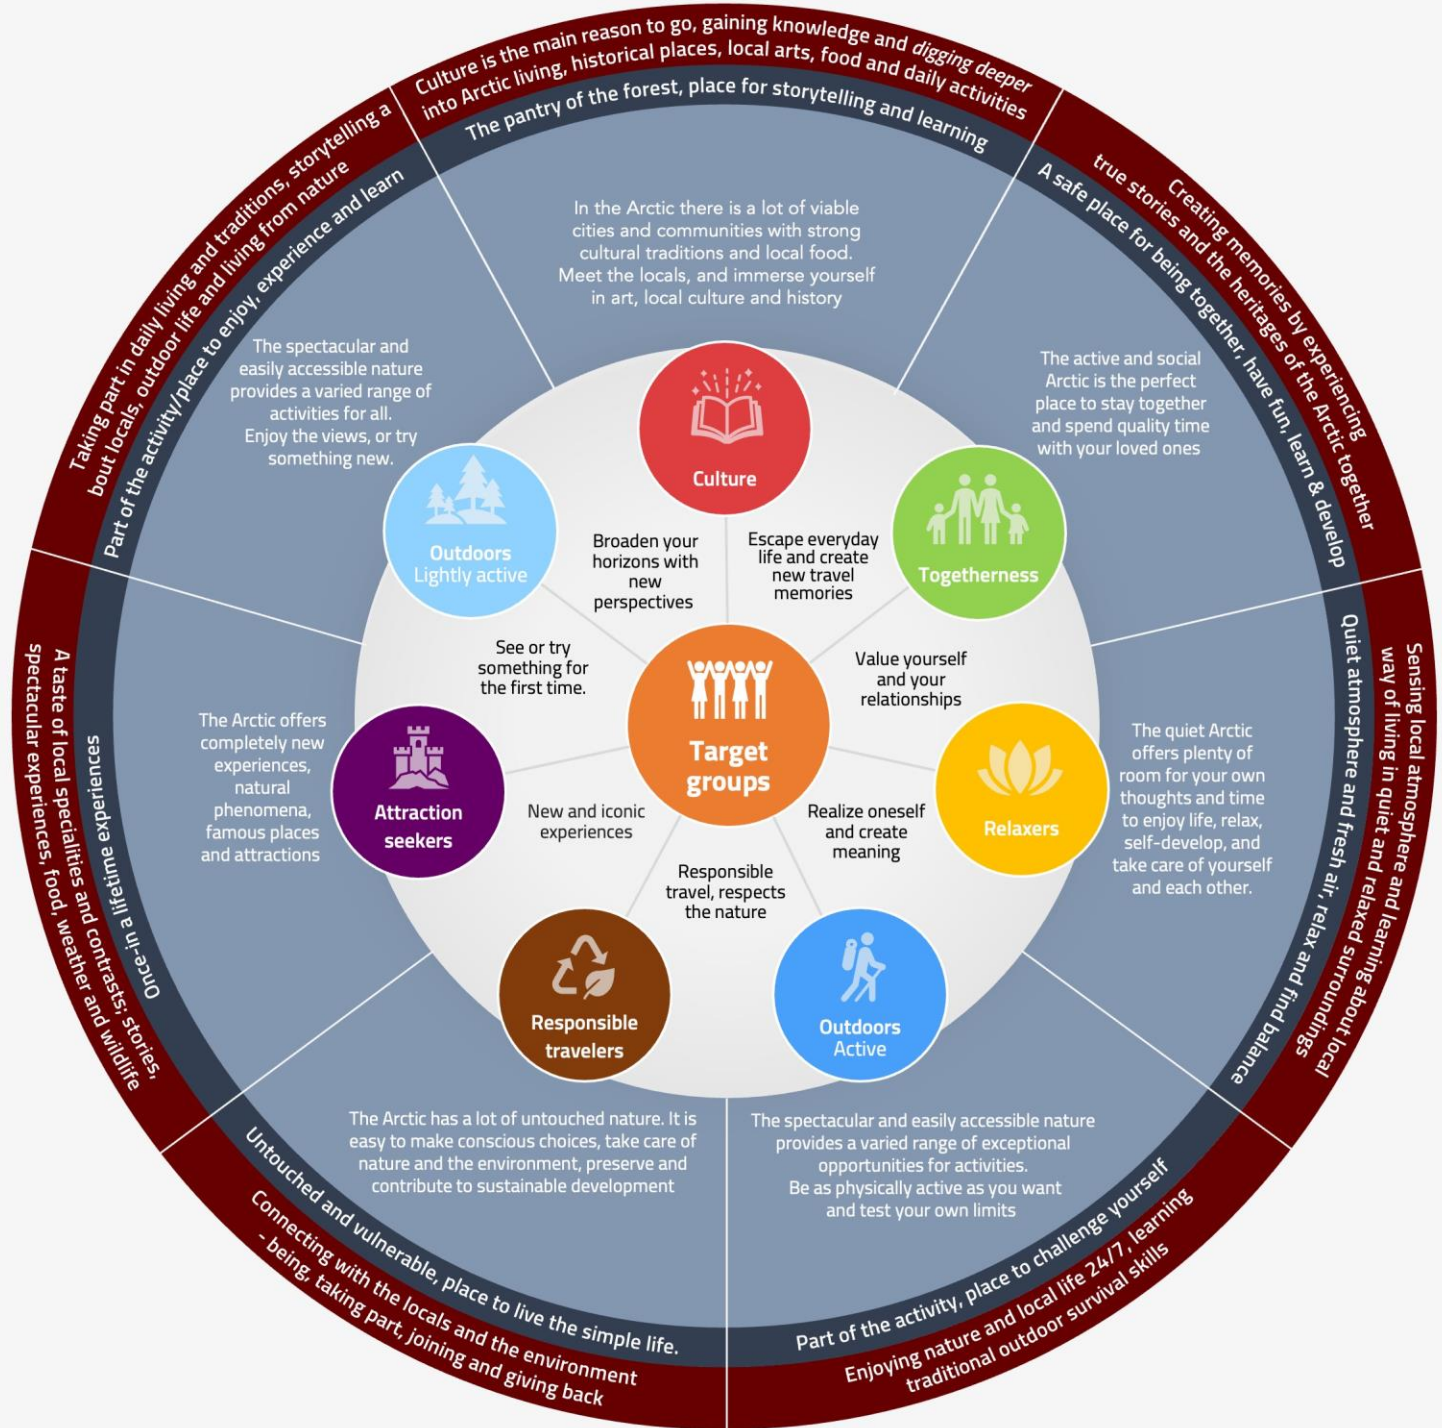 Culture is the main reason to go, gaining knowledge and digging deeper
into Arctic living, historical places, local arts, food and daily activities
The pantry of the forest, place for storytelling and learning
In the Arctic there is a lot of viable
cities and communities with strong
cultural traditions and local food.
Meet the locals, and immerse yourself
in art, local culture and history
Creating memories by experiencing
true stories and the heritages of the Arctic together
A safe place for being together, have fun, learn & develop
The active and social
Arctic is the perfect
place to stay together
and spend quality time
with your loved ones
Sensing local atmosphere and learning about local
way of living in quiet and relaxed surroundings
Quiet atmosphere and fresh air, relax and find balance
The quiet Arctic
offers plenty of
room for your own
thoughts and time
to enjoy life, relax,
self-develop, and
take care of yourself
and each other.
Enjoying nature and local life 24/7, learning
traditional outdoor survival skills
Part of the activity, place to challenge yourself
The spectacular and easily accessible nature
provides a varied range of exceptional
opportunities for activities.
Be as physically active as you want
and test your own limits
Connecting with the locals and the environment
- being, taking part, joining and giving back
Untouched and vulnerable, place to live the simple life.
The Arctic has a lot of untouched nature. It is
easy to make conscious choices, take care of
nature and the environment, preserve and
contribute to sustainable development
A taste of local specialities and contrasts; stories,
spectacular experiences, food, weather and wildlife
Once-in a lifetime experiences
The Arctic offers
completely new
experiences,
natural
phenomena,
famous places
and attractions
Taking part in daily living and traditions, storytelling a
bout locals, outdoor life and living from nature
Part of the activity/place to enjoy, experience and learn
The spectacular and
easily accessible nature
provides a varied range of
activities for all.
Enjoy the views, or try
something new.
Culture
Togetherness
Relaxers
Outdoors
Active
Responsible
travelers
Attraction
seekers
Outdoors
Lightly active
Broaden your
horizons with
new
perspectives
Escape everyday
life and create
new travel
memories
Value yourself
and your
relationships
Realize oneself
and create
meaning
Responsible
travel, respects
the nature
New and iconic
experiences
See or try
something for
the first time.
Target
groups